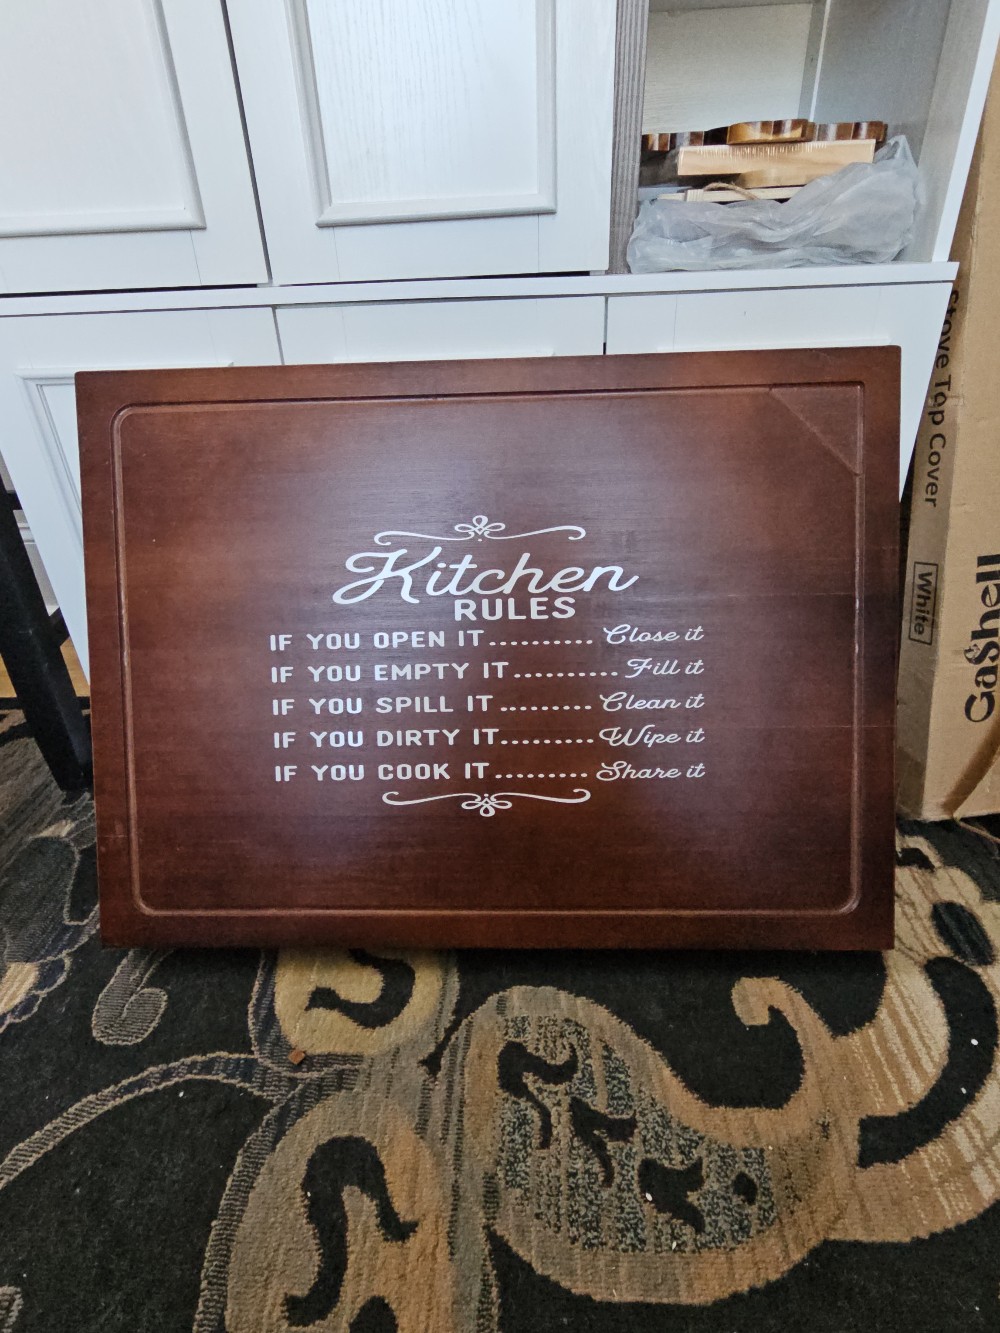 Kitchen
RULES
IF YOU OPEN IT.......... Close it
IF YOU EMPTY IT.......... Fill it
IF YOU SPILL IT ......... Clean it
IF YOU DIRTY IT......... Wipe it
IF YOU COOK IT ......... Share it
Stove Top Cover
White
Gashell